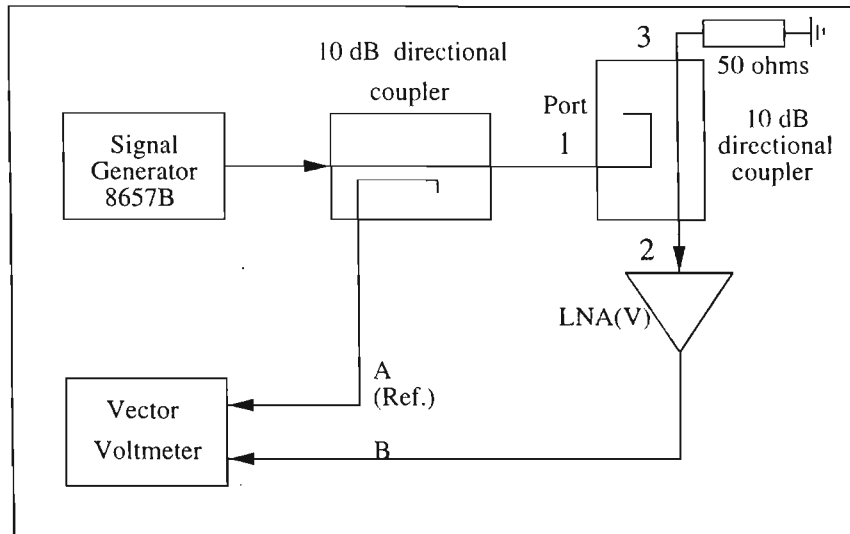 10 dB directional
coupler
3
50 ohms
Port
1
10 dB
directional
coupler
Signal
Generator
8657B
2
LNA(V)
A
(Ref.)
Vector
Voltmeter
B